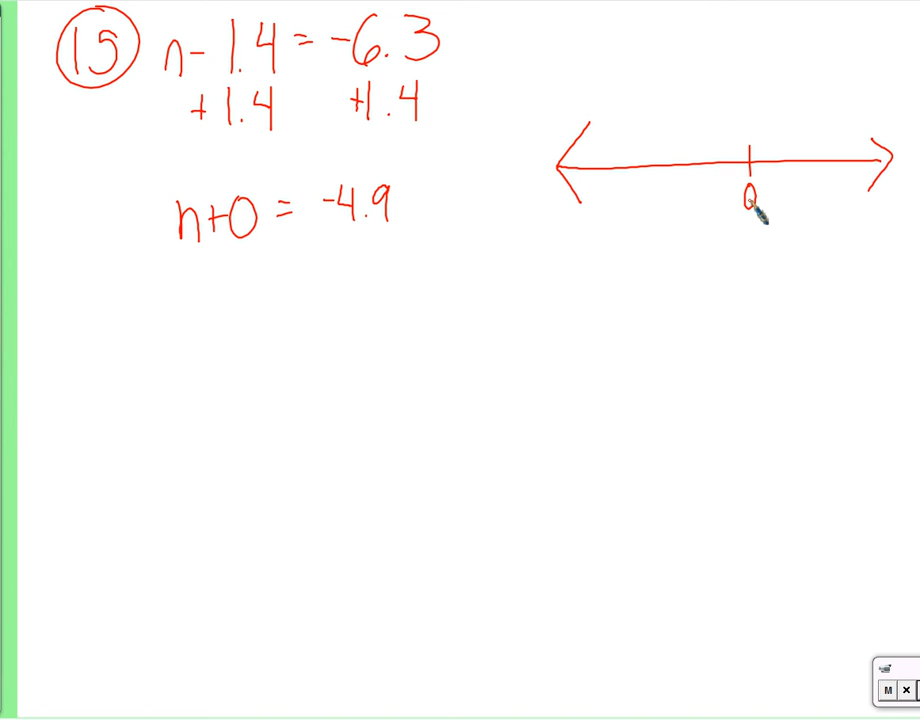 15 n - 1.4 = -6.3
+1.4 +1.4
n+0 = -4.9
0
M ×